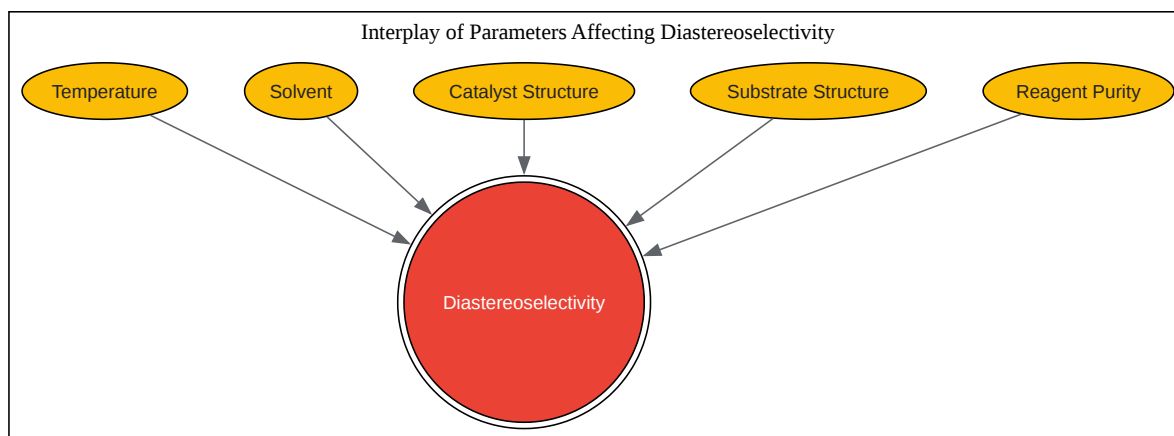 Interplay of Parameters Affecting Diastereoselectivity
Temperature
Solvent
Catalyst Structure
Substrate Structure
Reagent Purity
Diastereoselectivity